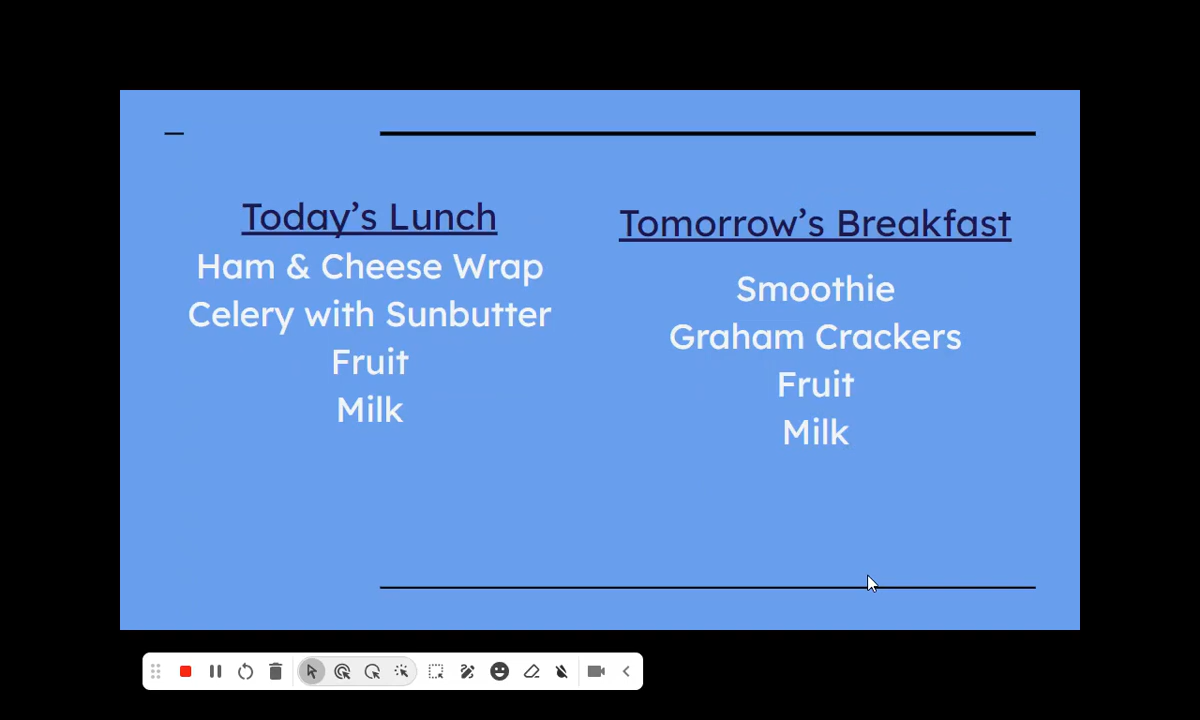 Today’s Lunch
Ham & Cheese Wrap
Celery with Sunbutter
Fruit
Milk
Tomorrow’s Breakfast
Smoothie
Graham Crackers
Fruit
Milk